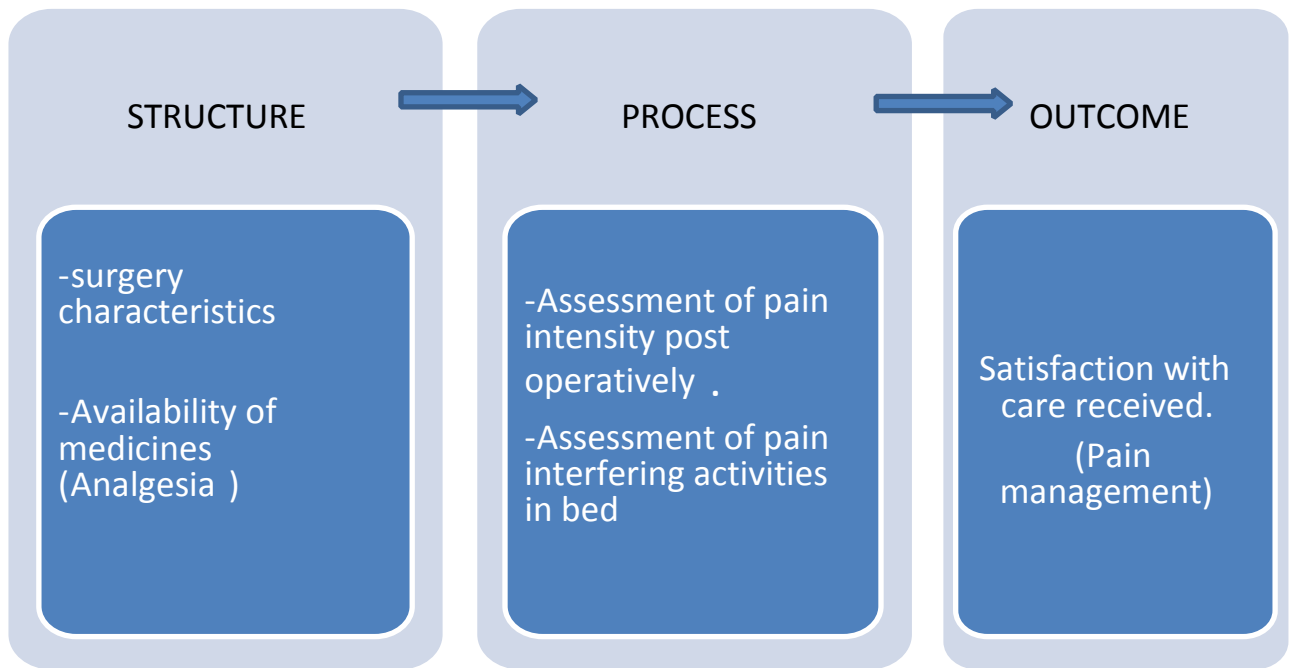 STRUCTURE
-surgery
characteristics
-Availability of
medicines
(Analgesia )
PROCESS
-Assessment of pain
intensity post
operatively .
-Assessment of pain
interfering activities
in bed
OUTCOME
Satisfaction with
care received.
(Pain
management)